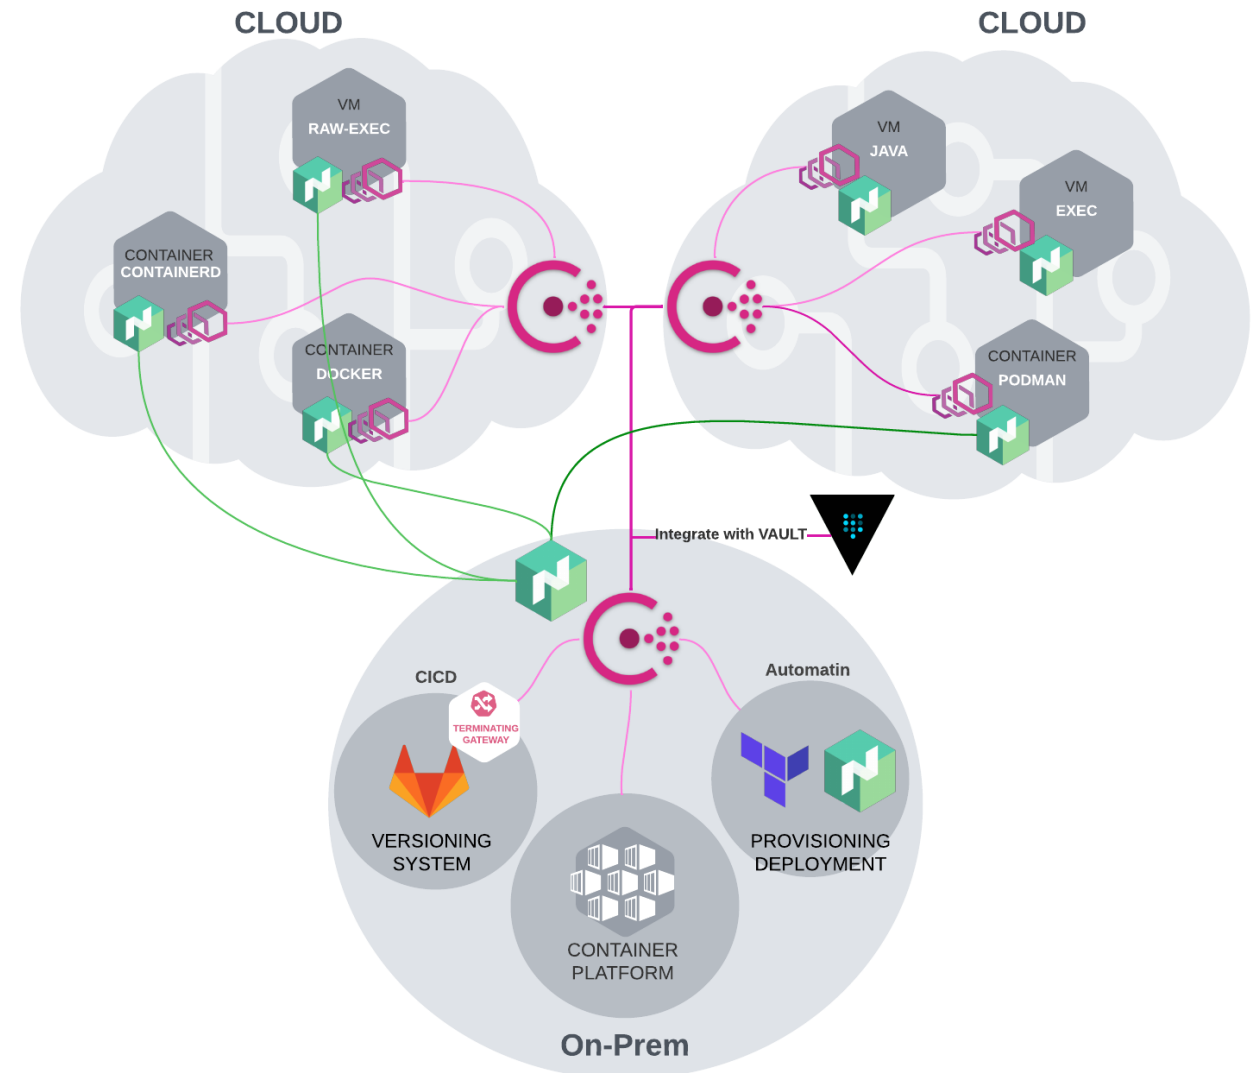 CLOUD
CLOUD
VM
RAW-EXEC
CONTAINER
CONTAINERD
CONTAINER
DOCKER
VM
JAVA
VM
EXEC
CONTAINER
PODMAN
Integrate with VAULT
CICD
TERMINATING
GATEWAY
VERSIONING
SYSTEM
Automatin
PROVISIONING
DEPLOYMENT
CONTAINER
PLATFORM
On-Prem